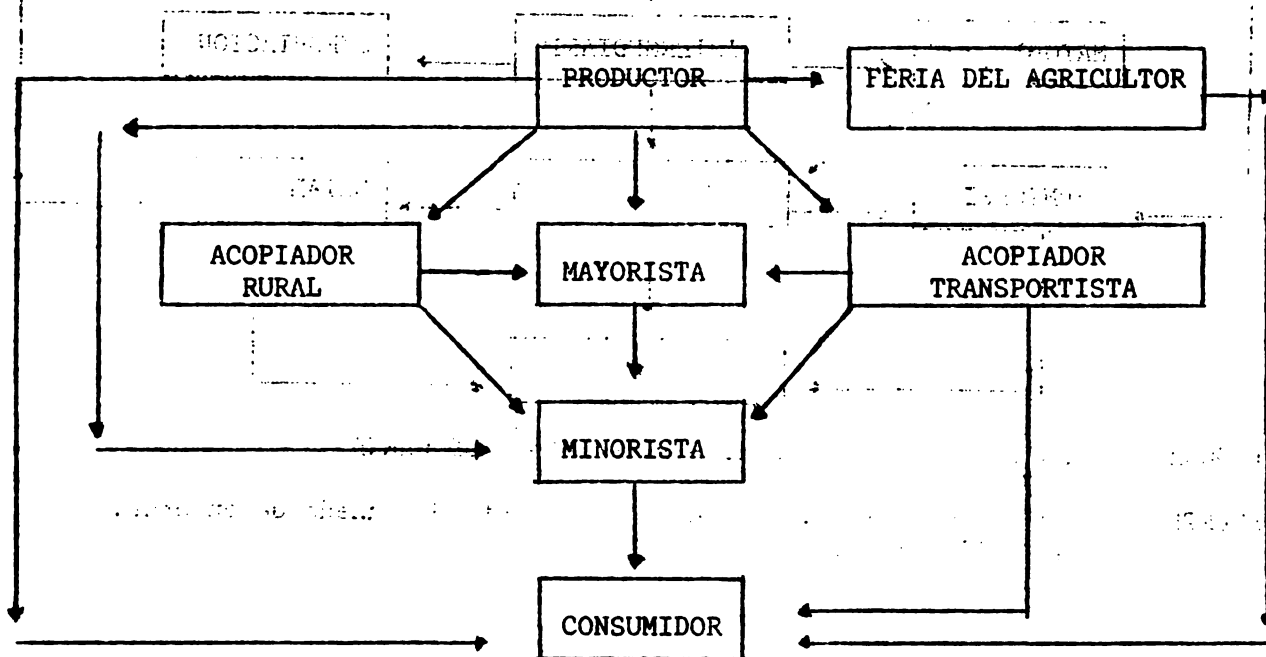 PRODUCTOR
FERIA DEL AGRICULTOR
ACOPIADOR
RURAL
MAYORISTA
ACOPIADOR
TRANSPORTISTA
MINORISTA
CONSUMIDOR